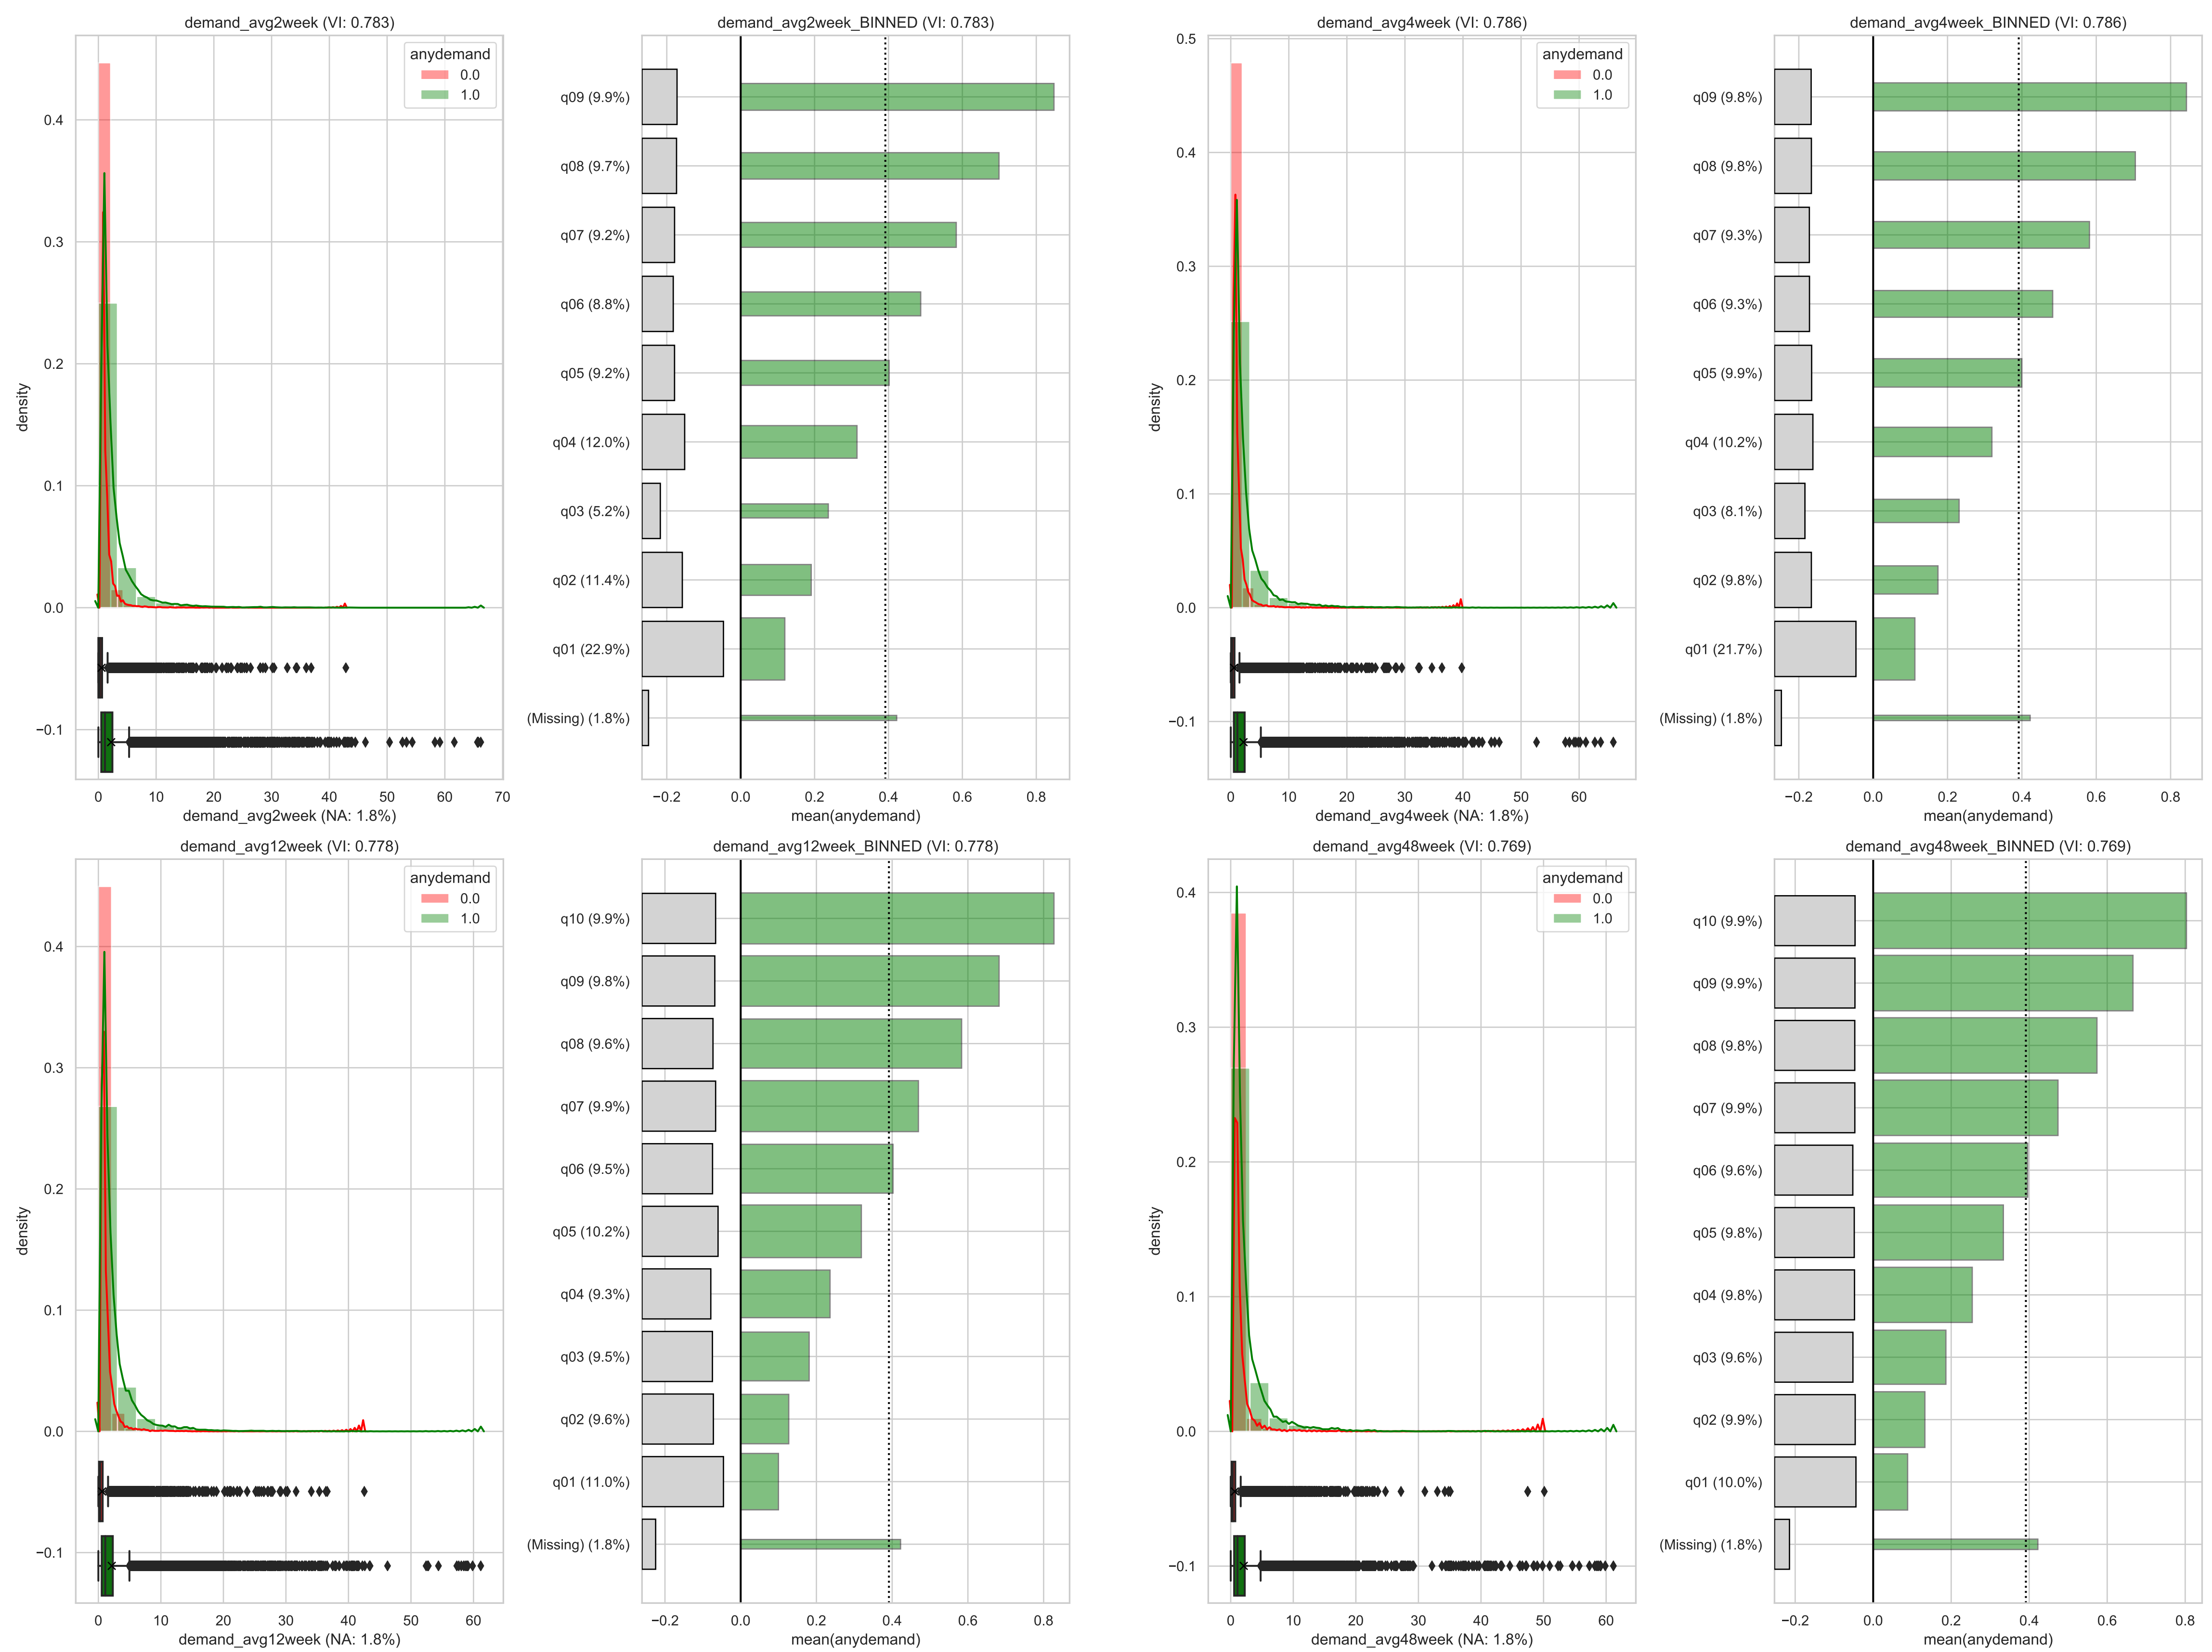 demand_avg2week (VI: 0.783)
anydemand
0.0
1.0
density
0.4
0.3
0.2
0.1
0.0
−0.1
0 10 20 30 40 50 60 70
demand_avg2week (NA: 1.8%)
demand_avg2week_BINNED (VI: 0.783)
q09 (9.9%)
q08 (9.7%)
q07 (9.2%)
q06 (8.8%)
q05 (9.2%)
q04 (12.0%)
q03 (5.2%)
q02 (11.4%)
q01 (22.9%)
(Missing) (1.8%)
−0.2 0.0 0.2 0.4 0.6 0.8
mean(anydemand)
demand_avg4week (VI: 0.786)
anydemand
0.0
1.0
density
0.5
0.4
0.3
0.2
0.1
0.0
−0.1
0 10 20 30 40 50 60
demand_avg4week (NA: 1.8%)
demand_avg4week_BINNED (VI: 0.786)
q09 (9.8%)
q08 (9.8%)
q07 (9.3%)
q06 (9.3%)
q05 (9.9%)
q04 (10.2%)
q03 (8.1%)
q02 (9.8%)
q01 (21.7%)
(Missing) (1.8%)
−0.2 0.0 0.2 0.4 0.6 0.8
mean(anydemand)
demand_avg12week (VI: 0.778)
anydemand
0.0
1.0
density
0.4
0.3
0.2
0.1
0.0
−0.1
0 10 20 30 40 50 60
demand_avg12week (NA: 1.8%)
demand_avg12week_BINNED (VI: 0.778)
q10 (9.9%)
q09 (9.8%)
q08 (9.6%)
q07 (9.9%)
q06 (9.5%)
q05 (10.2%)
q04 (9.3%)
q03 (9.5%)
q02 (9.6%)
q01 (11.0%)
(Missing) (1.8%)
−0.2 0.0 0.2 0.4 0.6 0.8
mean(anydemand)
demand_avg48week (VI: 0.769)
anydemand
0.0
1.0
density
0.4
0.3
0.2
0.1
0.0
−0.1
0 10 20 30 40 50 60
demand_avg48week (NA: 1.8%)
demand_avg48week_BINNED (VI: 0.769)
q10 (9.9%)
q09 (9.9%)
q08 (9.8%)
q07 (9.9%)
q06 (9.6%)
q05 (9.8%)
q04 (9.8%)
q03 (9.6%)
q02 (9.9%)
q01 (10.0%)
(Missing) (1.8%)
−0.2 0.0 0.2 0.4 0.6 0.8
mean(anydemand)